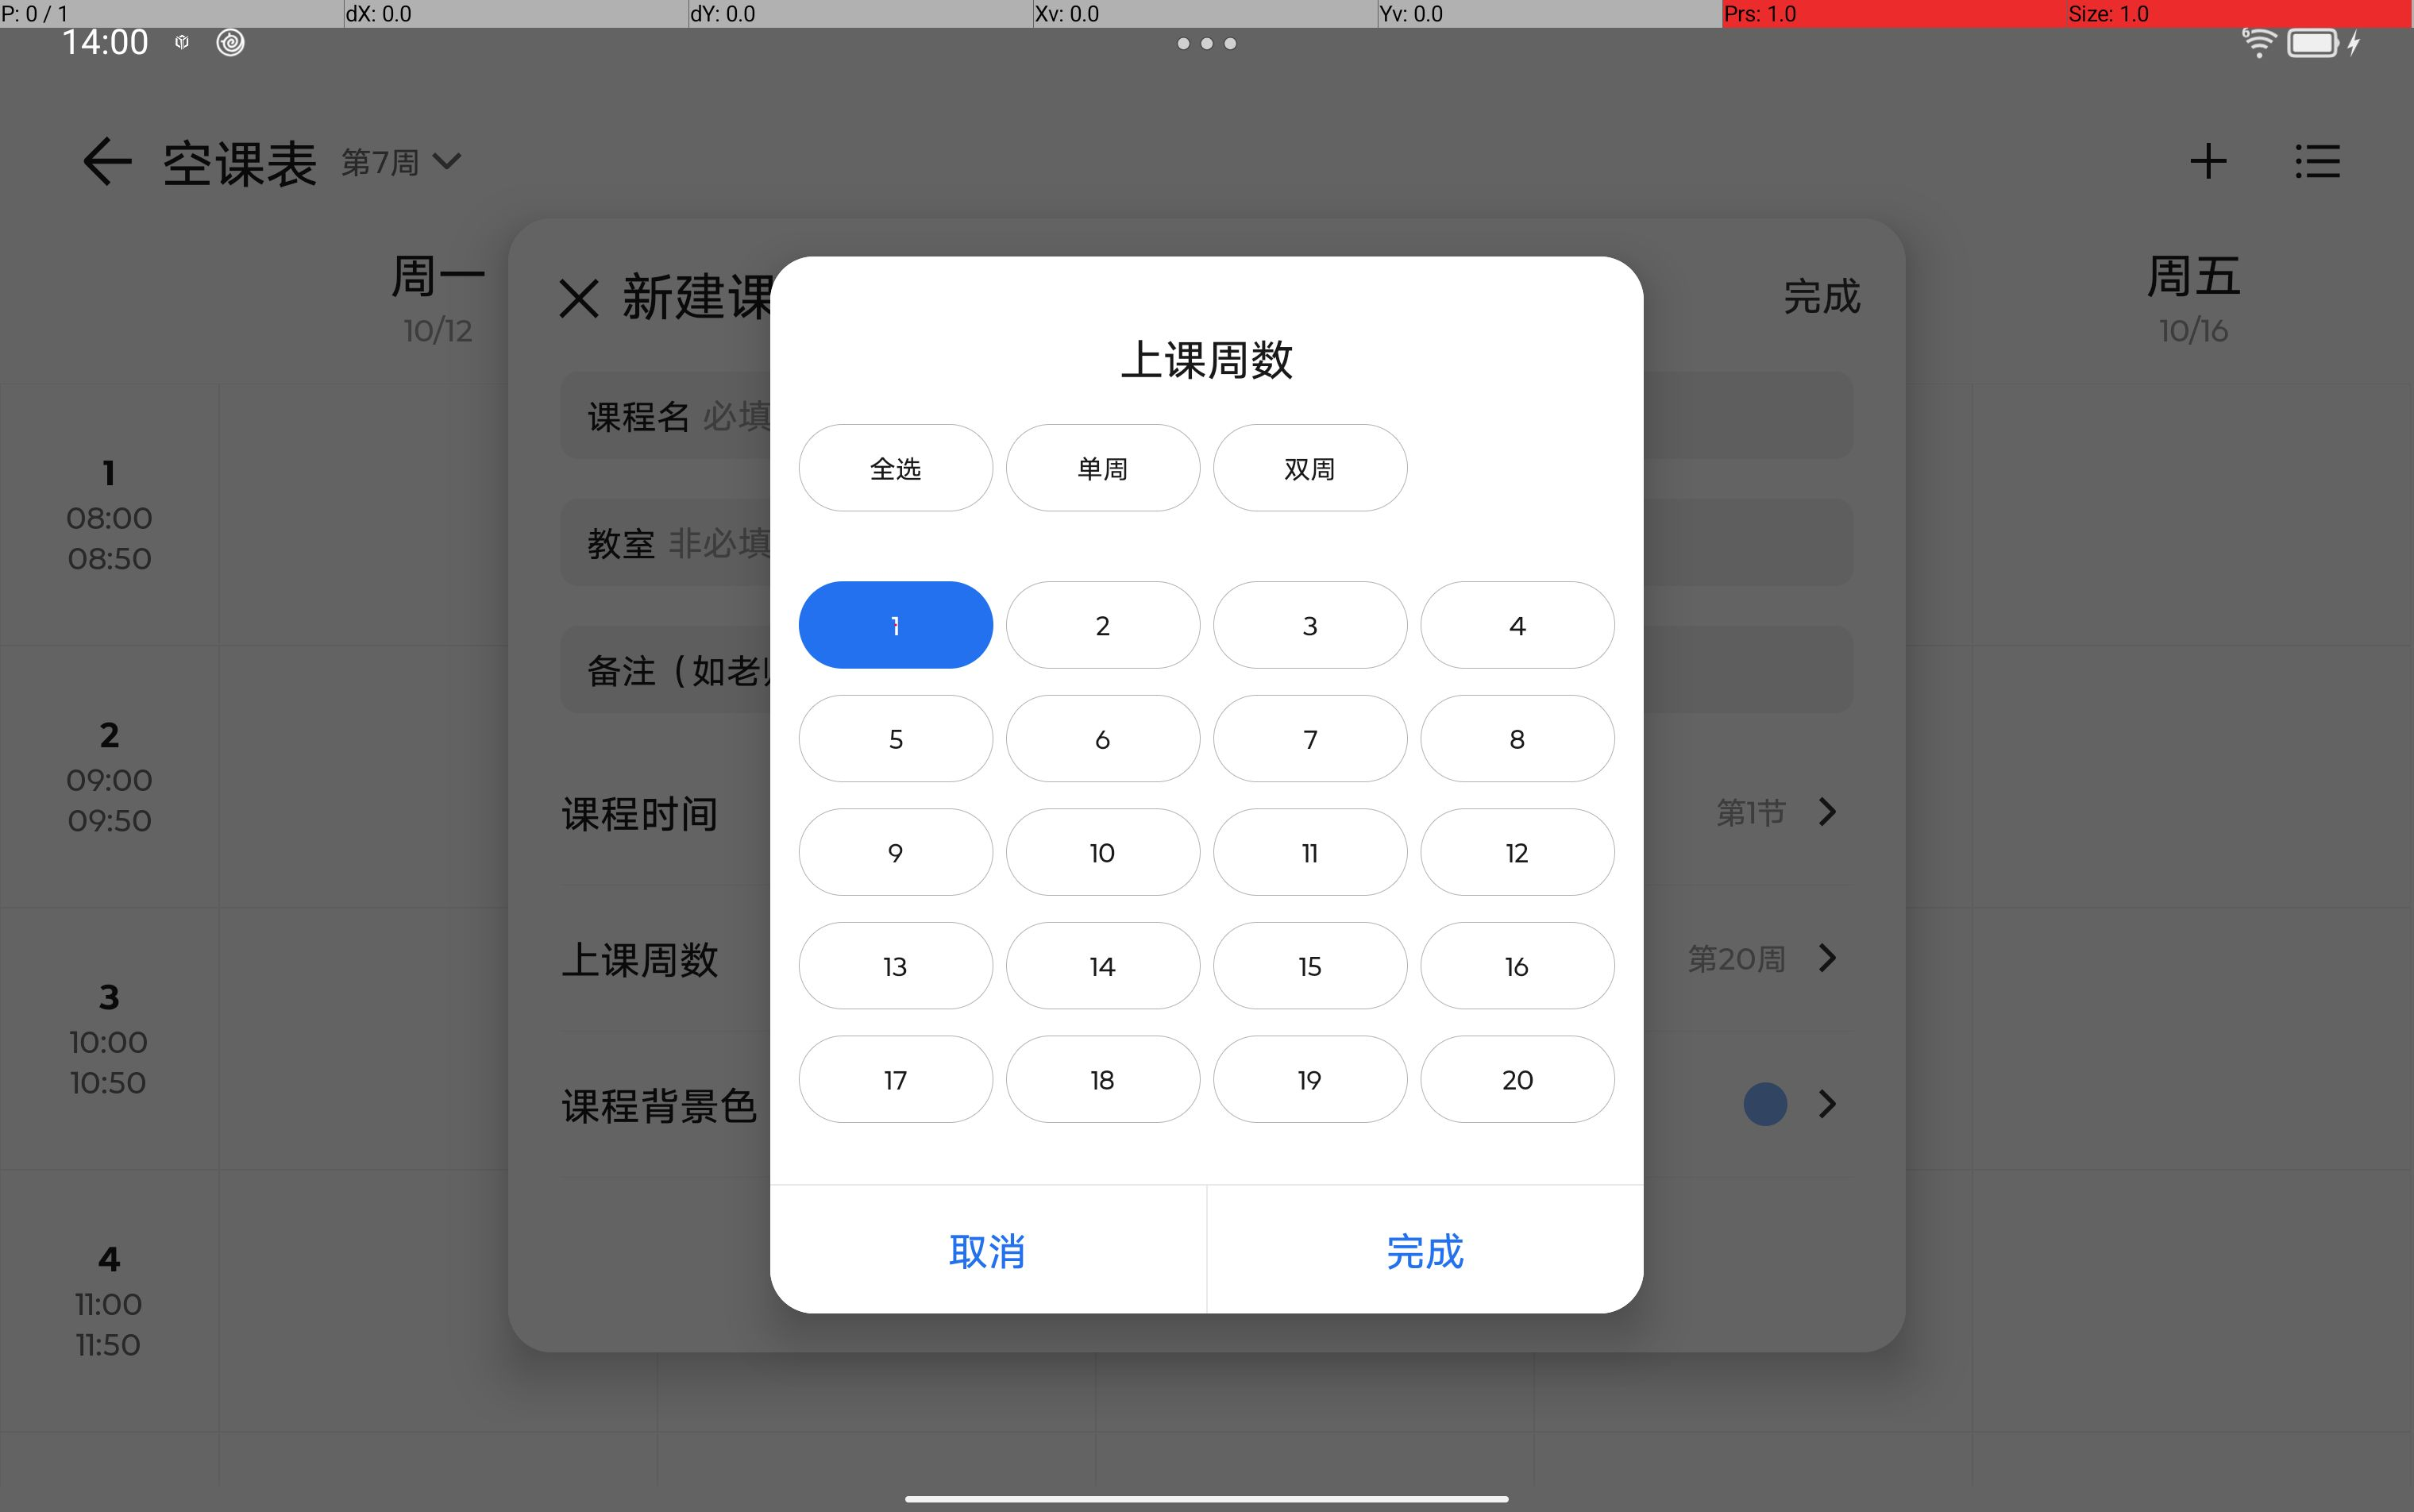 P: 0 / 1 dX: 0.0 dY: 0.0 Xv: 0.0 Yv: 0.0 Prs: 1.0 Size: 1.0
14:00 6
空课表 第7周
周一 周五
10/12 10/16
新建课 完成
上课周数
课程名 必填
全选 单周 双周
教室 非必填
1 2 3 4
备注（如老
5 6 7 8
课程时间 第1节
9 10 11 12
上课周数 第20周
13 14 15 16
17 18 19 20
课程背景色
取消 完成
1
08:00
08:50
2
09:00
09:50
3
10:00
10:50
4
11:00
11:50